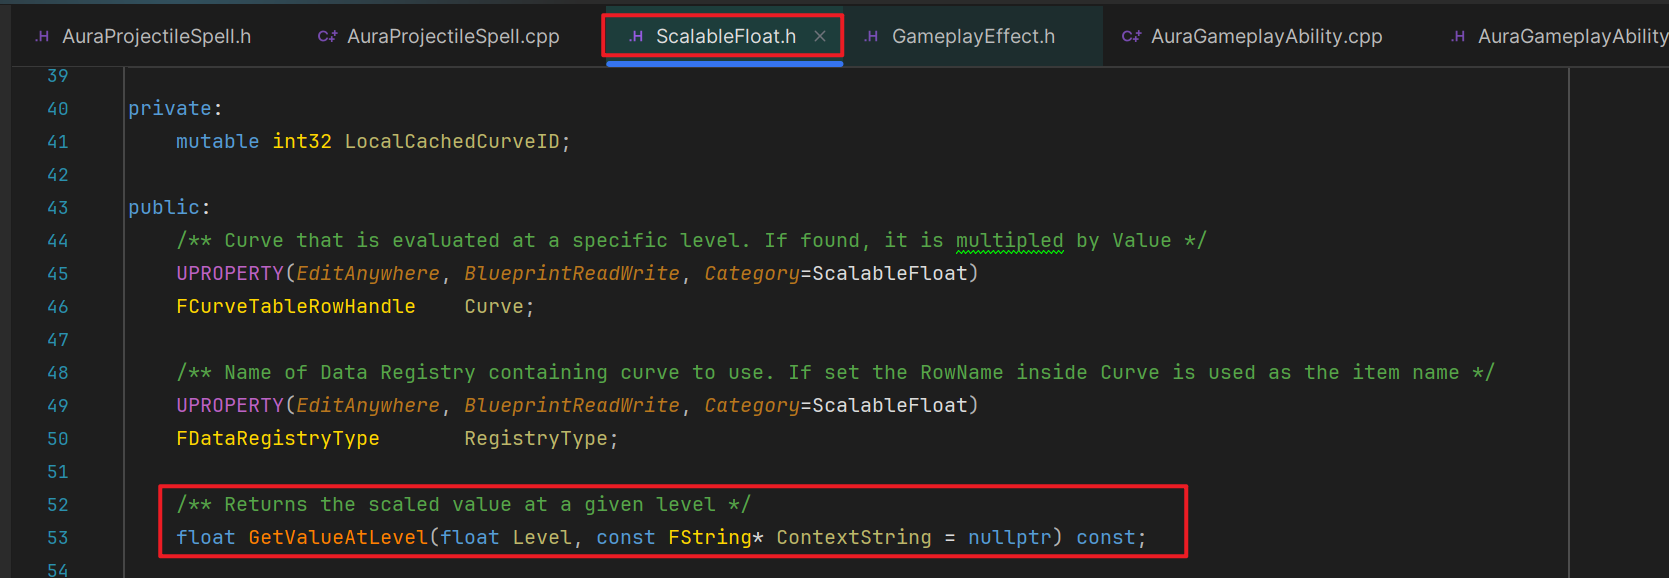 .H AuraProjectileSpell.h C++ AuraProjectileSpell.cpp .H ScalableFloat.h × .H GameplayEffect.h C++ AuraGameplayAbility.cpp .H AuraGameplayAbility
39
40 private:
41 mutable int32 LocalCachedCurveID;
42
43 public:
44 /** Curve that is evaluated at a specific level. If found, it is multipled by Value */
45 UPROPERTY(EditAnywhere, BlueprintReadWrite, Category=ScalableFloat)
46 FCurveTableRowHandle Curve;
47
48 /** Name of Data Registry containing curve to use. If set the RowName inside Curve is used as the item name */
49 UPROPERTY(EditAnywhere, BlueprintReadWrite, Category=ScalableFloat)
50 FDataRegistryType RegistryType;
51
52 /** Returns the scaled value at a given level */
53 float GetValueAtLevel(float Level, const FString* ContextString = nullptr) const;
54